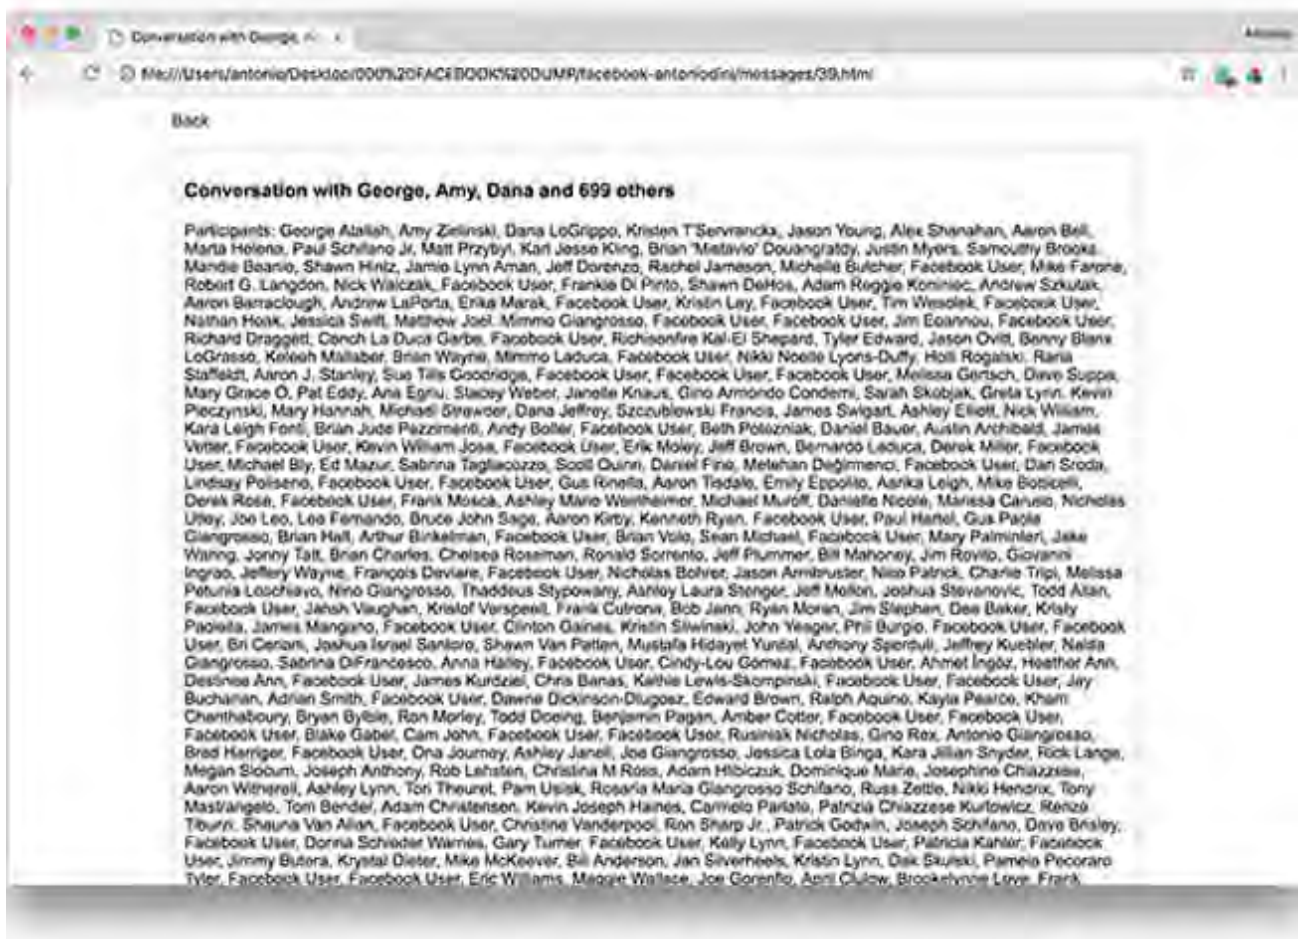 Conversation with George,
file:///Users/antonio/Desktop/000%20FACEBOOK%20DUMP/facebook-antoniodini/messages/39.html
Back
Conversation with George, Amy, Dana and 699 others
Participants: George Atallah, Amy Zielinski, Dana LoGrippo, Kristen T'Servrancks, Jason Young, Alex Shanahan, Aaron Bell,
Marta Helena, Paul Schifano Jr, Matt Przybyl, Karl Jesse Kling, Brian 'Mistavio' Douangratdy, Justin Myers, Samouthy Brooks,
Mandie Beanie, Shawn Hintz, Jamie Lynn Aman, Jeff Dorenzo, Rachel Jameson, Michelle Butcher, Facebook User, Mike Farone,
Robert G. Langdon, Nick Walczak, Facebook User, Frankie Di Pinto, Shawn DeHos, Adam Reggie Koniniec, Andrew Szkutak,
Aaron Barraclough, Andrew LaPorta, Erika Marak, Facebook User, Kristin Lay, Facebook User, Tim Wesolek, Facebook User,
Nathan Hoak, Jessica Swift, Matthew Joel, Mimmo Giangrosso, Facebook User, Facebook User, Jim Eoannou, Facebook User,
Richard Draggett, Conch La Duca Garbe, Facebook User, Richisonfire Kal-El Shepard, Tyler Edward, Jason Ovitt, Benny Blanx
LoGrasso, Keleeh Mallaber, Brian Wayne, Mimmo Laduca, Facebook User, Nikki Noelle Lyons-Duffy, Holli Rogalski, Rania
Staffeldt, Aaron J. Stanley, Sue Tills Goodridge, Facebook User, Facebook User, Facebook User, Melissa Gertsch, Dave Suppa,
Mary Grace O, Pat Eddy, Ana Egriu, Stacey Weber, Janelle Knaus, Gino Armondo Condemi, Sarah Skobjak, Greta Lynn, Kevin
Pieczynski, Mary Hannah, Michael Strawser, Dana Jeffrey, Szczublewski Francis, James Swigart, Ashley Elliott, Nick William,
Kara Leigh Fonti, Brian Jude Pezzimenti, Andy Boller, Facebook User, Beth Potozniak, Daniel Bauer, Austin Archibald, James
Vetter, Facebook User, Kevin William Jose, Facebook User, Erik Moley, Jeff Brown, Bernardo Laduca, Derek Miller, Facebook
User, Michael Bly, Ed Mazur, Sabrina Tagliacozzo, Scott Quinn, Daniel Fino, Metehan Değirmenci, Facebook User, Dan Sroda,
Lindsay Poliseno, Facebook User, Facebook User, Gus Rinella, Aaron Tisdale, Emily Eppolito, Aarika Leigh, Mike Botticelli,
Derek Rose, Facebook User, Frank Mosca, Ashley Marie Wertheimer, Michael Muroff, Danielle Nicole, Marissa Caruso, Nicholas
Utley, Joe Leo, Leo Fernando, Bruce John Sage, Aaron Kirby, Kenneth Ryan, Facebook User, Paul Hartel, Gus Paola
Giangrosso, Brian Hall, Arthur Binkelman, Facebook User, Brian Volo, Sean Michael, Facebook User, Mary Palminteri, Jake
Waring, Jonny Tatt, Brian Charles, Chelsea Roseman, Ronald Sorrento, Jeff Plummer, Bill Mahoney, Jim Rovito, Giovanni
Ingrao, Jeffery Wayne, François Deviare, Facebook User, Nicholas Bohrer, Jason Armbruster, Nico Patrick, Charlie Tripi, Melissa
Petunia Loschiavo, Nino Giangrosso, Thaddeus Stypowany, Ashley Laura Stenger, Jeff Mollon, Joshua Stevanovic, Todd Allan,
Facebook User, Jahsh Vaughan, Kristof Verspeelt, Frank Cutrona, Bob Jann, Ryan Moran, Jim Stephan, Dee Baker, Kristy
Paolella, James Mangano, Facebook User, Clinton Gaines, Kristin Sliwinski, John Yeager, Phil Burgio, Facebook User, Facebook
User, Bri Ceriani, Joshua Israel Santoro, Shawn Van Patten, Mustafa Hidayet Yurdal, Anthony Sperduti, Jeffrey Kuebler, Nalda
Giangrosso, Sabrina DiFrancesco, Anna Halley, Facebook User, Cindy-Lou Gomez, Facebook User, Ahmet İngöz, Heather Ann,
Destinee Ann, Facebook User, James Kurdziel, Chris Banas, Kathie Lewis-Skompinski, Facebook User, Facebook User, Jay
Buchanan, Adrian Smith, Facebook User, Dawne Dickinson-Dlugosz, Edward Brown, Ralph Aquino, Kayla Pearce, Kham
Chanthaboury, Bryan Bylbie, Ron Morley, Todd Doeing, Benjamin Pagan, Amber Cotter, Facebook User, Facebook User,
Facebook User, Blake Gaber, Cam John, Facebook User, Facebook User, Rusiniak Nicholas, Gino Rex, Antonio Giangrosso,
Brad Harriger, Facebook User, Ona Journey, Ashley Janell, Joe Giangrosso, Jessica Lola Binga, Kara Jillian Snyder, Rick Lange,
Megan Slocum, Joseph Anthony, Rob Lehsten, Christina M Ross, Adam Hlibiczuk, Dominique Marie, Josephine Chiazzese,
Aaron Witherell, Ashley Lynn, Tori Theuret, Pam Usiak, Rosaria Maria Giangrosso Schifano, Russ Zettle, Nikki Hendrix, Tony
Mastrangelo, Tom Bender, Adam Christensen, Kevin Joseph Haines, Carmelo Parlato, Patrizia Chiazzese Kurtowicz, Renzo
Tiburzi, Shauna Van Allan, Facebook User, Christine Vanderpool, Ron Sharp Jr., Patrick Godwin, Joseph Schifano, Dave Brisley,
Facebook User, Donna Schieder Warnes, Gary Turner, Facebook User, Kelly Lynn, Facebook User, Patricia Kahler, Facebook
User, Jimmy Butera, Krystal Dieter, Mike McKeever, Bill Anderson, Jan Silverheels, Kristin Lynn, Dak Skulski, Pamela Pecoraro
Tyler, Facebook User, Facebook User, Eric Williams, Maggie Wallace, Joe Gorenflo, April Clulow, Brookelynne Love, Frank